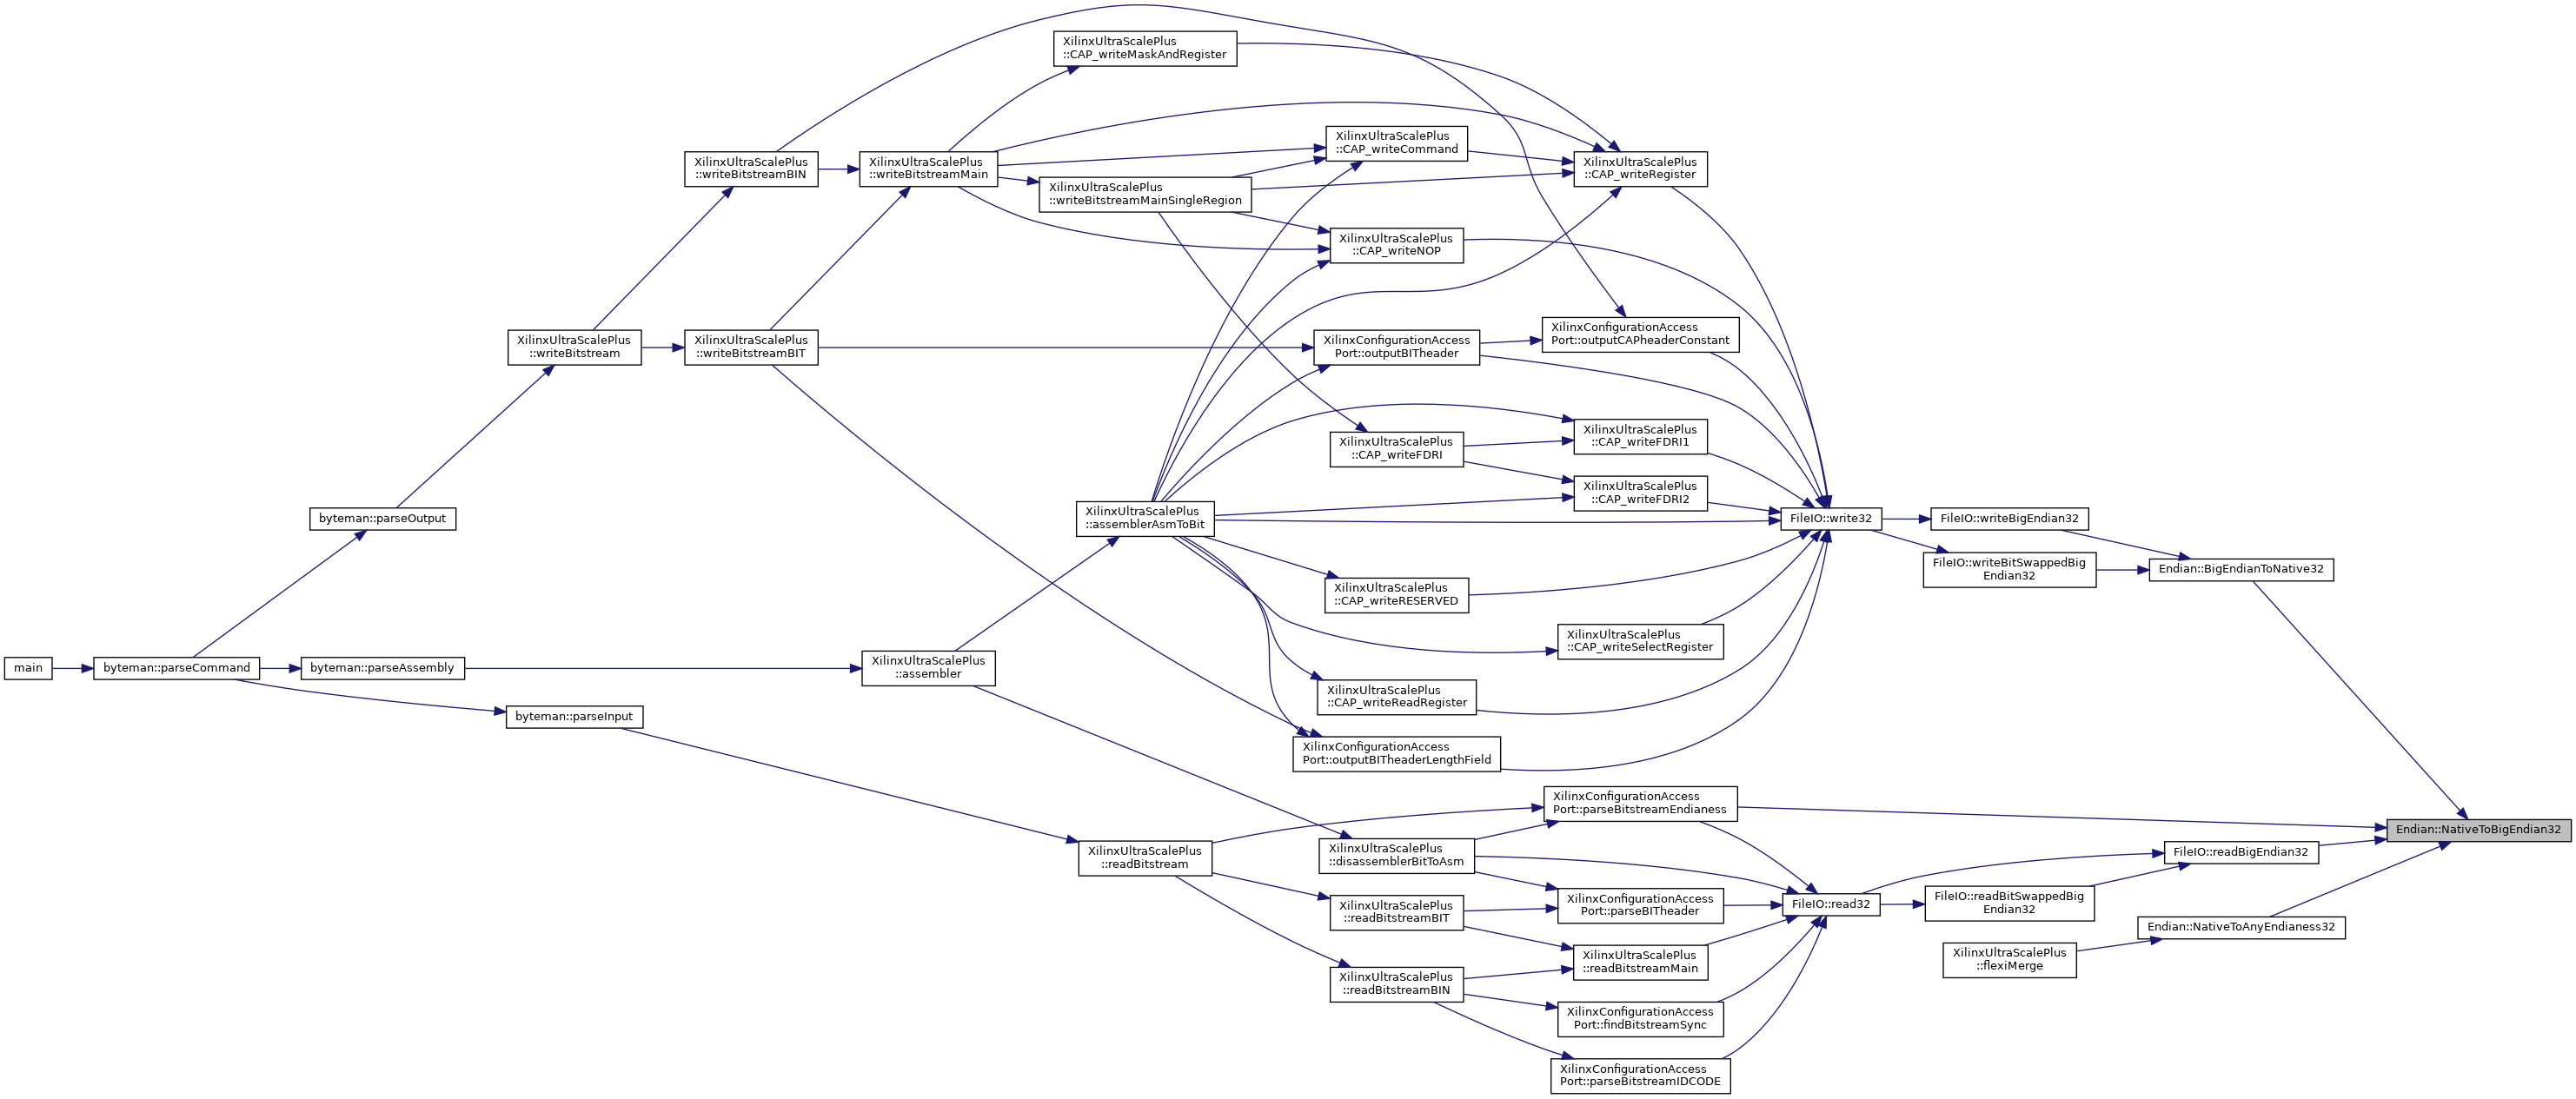 XilinxUltraScalePlus
::CAP_writeMaskAndRegister
XilinxUltraScalePlus
::writeBitstreamBIN
XilinxUltraScalePlus
::writeBitstreamMain
XilinxUltraScalePlus
::CAP_writeCommand
XilinxUltraScalePlus
::CAP_writeRegister
XilinxUltraScalePlus
::writeBitstreamMainSingleRegion
XilinxUltraScalePlus
::CAP_writeNOP
XilinxUltraScalePlus
::writeBitstream
XilinxUltraScalePlus
::writeBitstreamBIT
XilinxConfigurationAccess
Port::outputBITheader
XilinxConfigurationAccess
Port::outputCAPheaderConstant
XilinxUltraScalePlus
::CAP_writeFDRI
XilinxUltraScalePlus
::CAP_writeFDRI1
XilinxUltraScalePlus
::CAP_writeFDRI2
byteman::parseOutput
XilinxUltraScalePlus
::assemblerAsmToBit
FileIO::write32
FileIO::writeBigEndian32
FileIO::writeBitSwappedBig
Endian32
Endian::BigEndianToNative32
XilinxUltraScalePlus
::CAP_writeRESERVED
XilinxUltraScalePlus
::CAP_writeSelectRegister
main
byteman::parseCommand
byteman::parseAssembly
XilinxUltraScalePlus
::assembler
XilinxUltraScalePlus
::CAP_writeReadRegister
byteman::parseInput
XilinxConfigurationAccess
Port::outputBITheaderLengthField
XilinxConfigurationAccess
Port::parseBitstreamEndianess
Endian::NativeToBigEndian32
XilinxUltraScalePlus
::readBitstream
XilinxUltraScalePlus
::disassemblerBitToAsm
FileIO::readBigEndian32
XilinxUltraScalePlus
::readBitstreamBIT
XilinxConfigurationAccess
Port::parseBITheader
FileIO::read32
FileIO::readBitSwappedBig
Endian32
Endian::NativeToAnyEndianess32
XilinxUltraScalePlus
::readBitstreamMain
XilinxUltraScalePlus
::flexiMerge
XilinxUltraScalePlus
::readBitstreamBIN
XilinxConfigurationAccess
Port::findBitstreamSync
XilinxConfigurationAccess
Port::parseBitstreamIDCODE